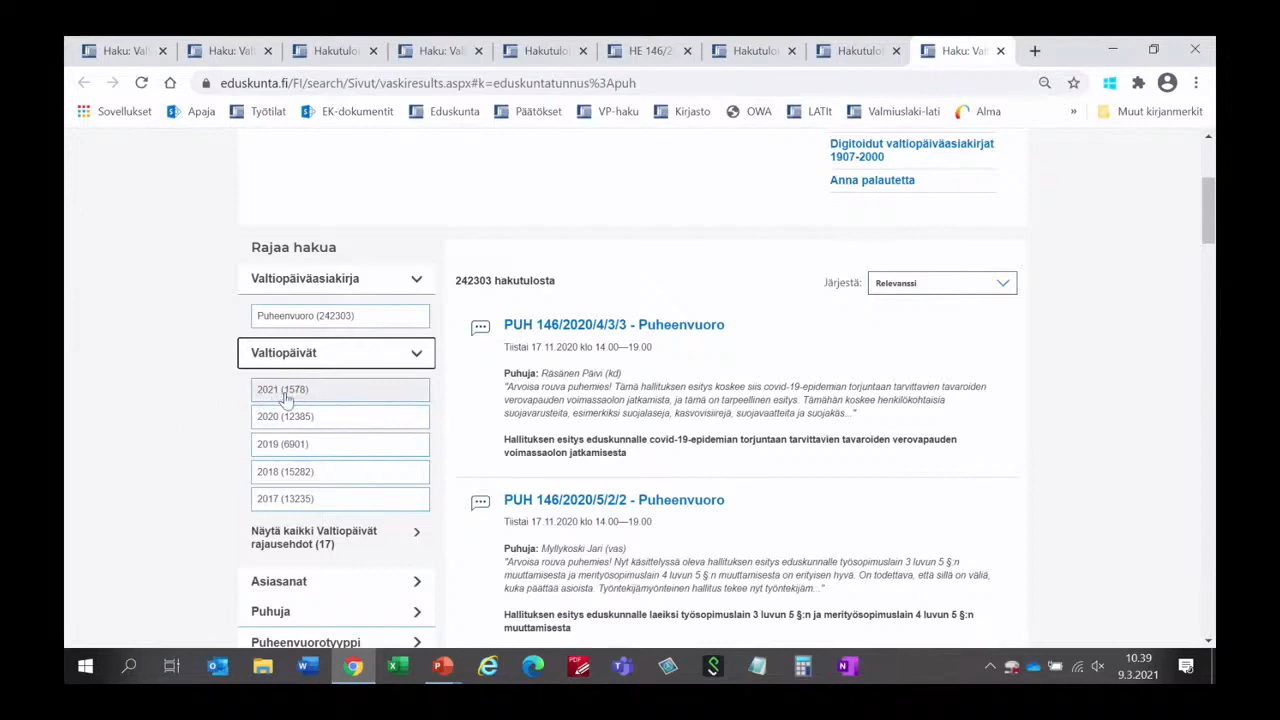 Haku: Val
Haku: Val
Hakutulo
Haku: Val
Hakutulo
HE 146/2
Hakutulo
Hakutulo
Haku: Val
eduskunta.fi/FI/search/Sivut/vaskiresults.aspx#k=eduskuntatunnus%3Apuh
Sovellukset
Apaja
Työtilat
EK-dokumentit
Eduskunta
Päätökset
VP-haku
Kirjasto
OWA
LATIt
Valmiuslaki-lati
Alma
»
Muut kirjanmerkit
Digitoidut valtiopäiväasiakirjat
1907-2000
Anna palautetta
Rajaa hakua
Valtiopäiväasiakirja
Puheenvuoro (242303)
Valtiopäivät
2021 (1578)
2020 (12385)
2019 (6901)
2018 (15282)
2017 (13235)
Näytä kaikki Valtiopäivät
rajausehdot (17)
Asiasanat
Puhuja
Puheenvuorotyyppi
242303 hakutulosta
Järjestä:
Relevanssi
PUH 146/2020/4/3/3 - Puheenvuoro
Tiistai 17.11.2020 klo 14.00—19.00
Puhuja: Räsänen Päivi (kd)
"Arvoisa rouva puhemies! Tämä hallituksen esitys koskee siis covid-19-epidemian torjuntaan tarvittavien tavaroiden
verovapauden voimassaolon jatkamista, ja tämä on tarpeellinen esitys. Tämähän koskee henkilökohtaisia
suojavarusteita, esimerkiksi suojalaseja, kasvovisiirejä, suojavaatteita ja suojakäs..."
Hallituksen esitys eduskunnalle covid-19-epidemian torjuntaan tarvittavien tavaroiden verovapauden
voimassaolon jatkamisesta
PUH 146/2020/5/2/2 - Puheenvuoro
Tiistai 17.11.2020 klo 14.00—19.00
Puhuja: Myllykoski Jari (vas)
"Arvoisa rouva puhemies! Nyt käsittelyssä oleva hallituksen esitys eduskunnalle työsopimuslain 3 luvun 5 §:n
muuttamisesta ja merityösopimuslain 4 luvun 5 §:n muuttamisesta on erityisen hyvä. On todettava, että sillä on väliä,
kuka päättää asioista. Työntekijämyönteinen hallitus tekee nyt työntekijäm..."
Hallituksen esitys eduskunnalle laeiksi työsopimuslain 3 luvun 5 §:n ja merityösopimuslain 4 luvun 5 §:n
muuttamisesta
10.39
9.3.2021